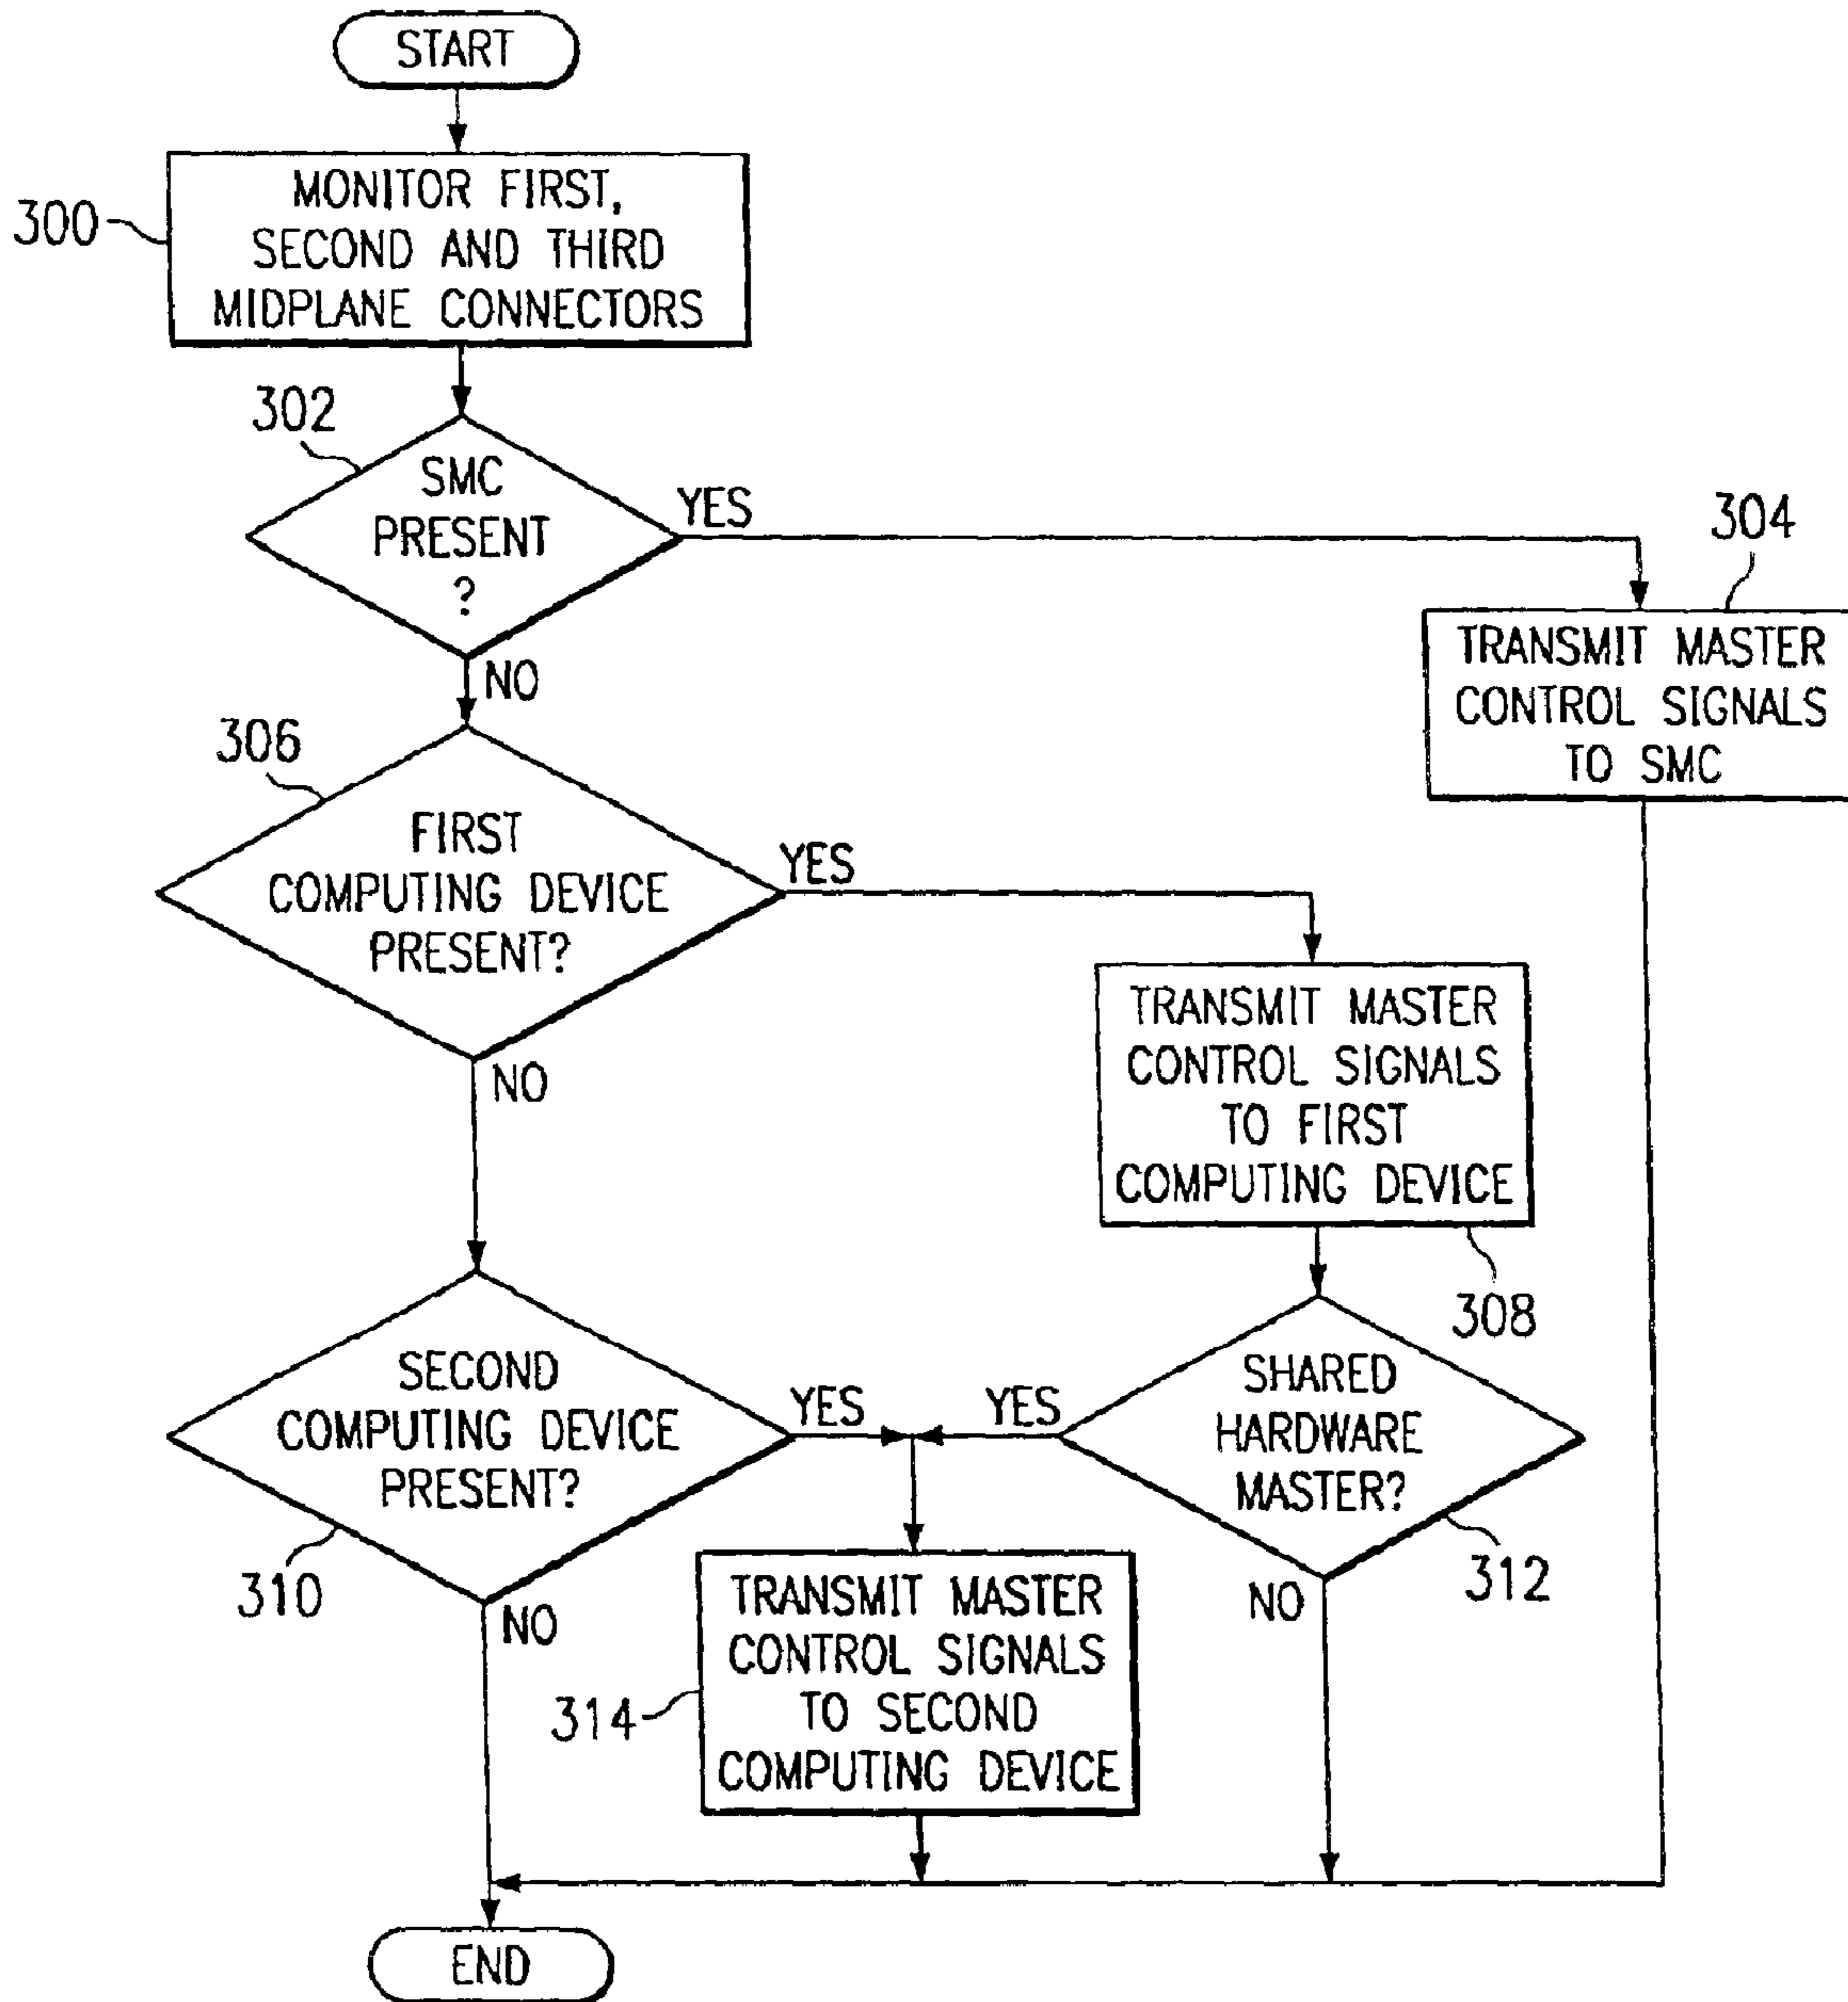 START
300
MONITOR FIRST,
SECOND AND THIRD
MIDPLANE CONNECTORS
302
SMC
PRESENT
?
YES
NO
304
TRANSMIT MASTER
CONTROL SIGNALS
TO SMC
306
FIRST
COMPUTING DEVICE
PRESENT?
YES
NO
TRANSMIT MASTER
CONTROL SIGNALS
TO FIRST
COMPUTING DEVICE
308
SECOND
COMPUTING DEVICE
PRESENT?
YES
310
NO
YES
SHARED
HARDWARE
MASTER?
312
NO
314
TRANSMIT MASTER
CONTROL SIGNALS
TO SECOND
COMPUTING DEVICE
END